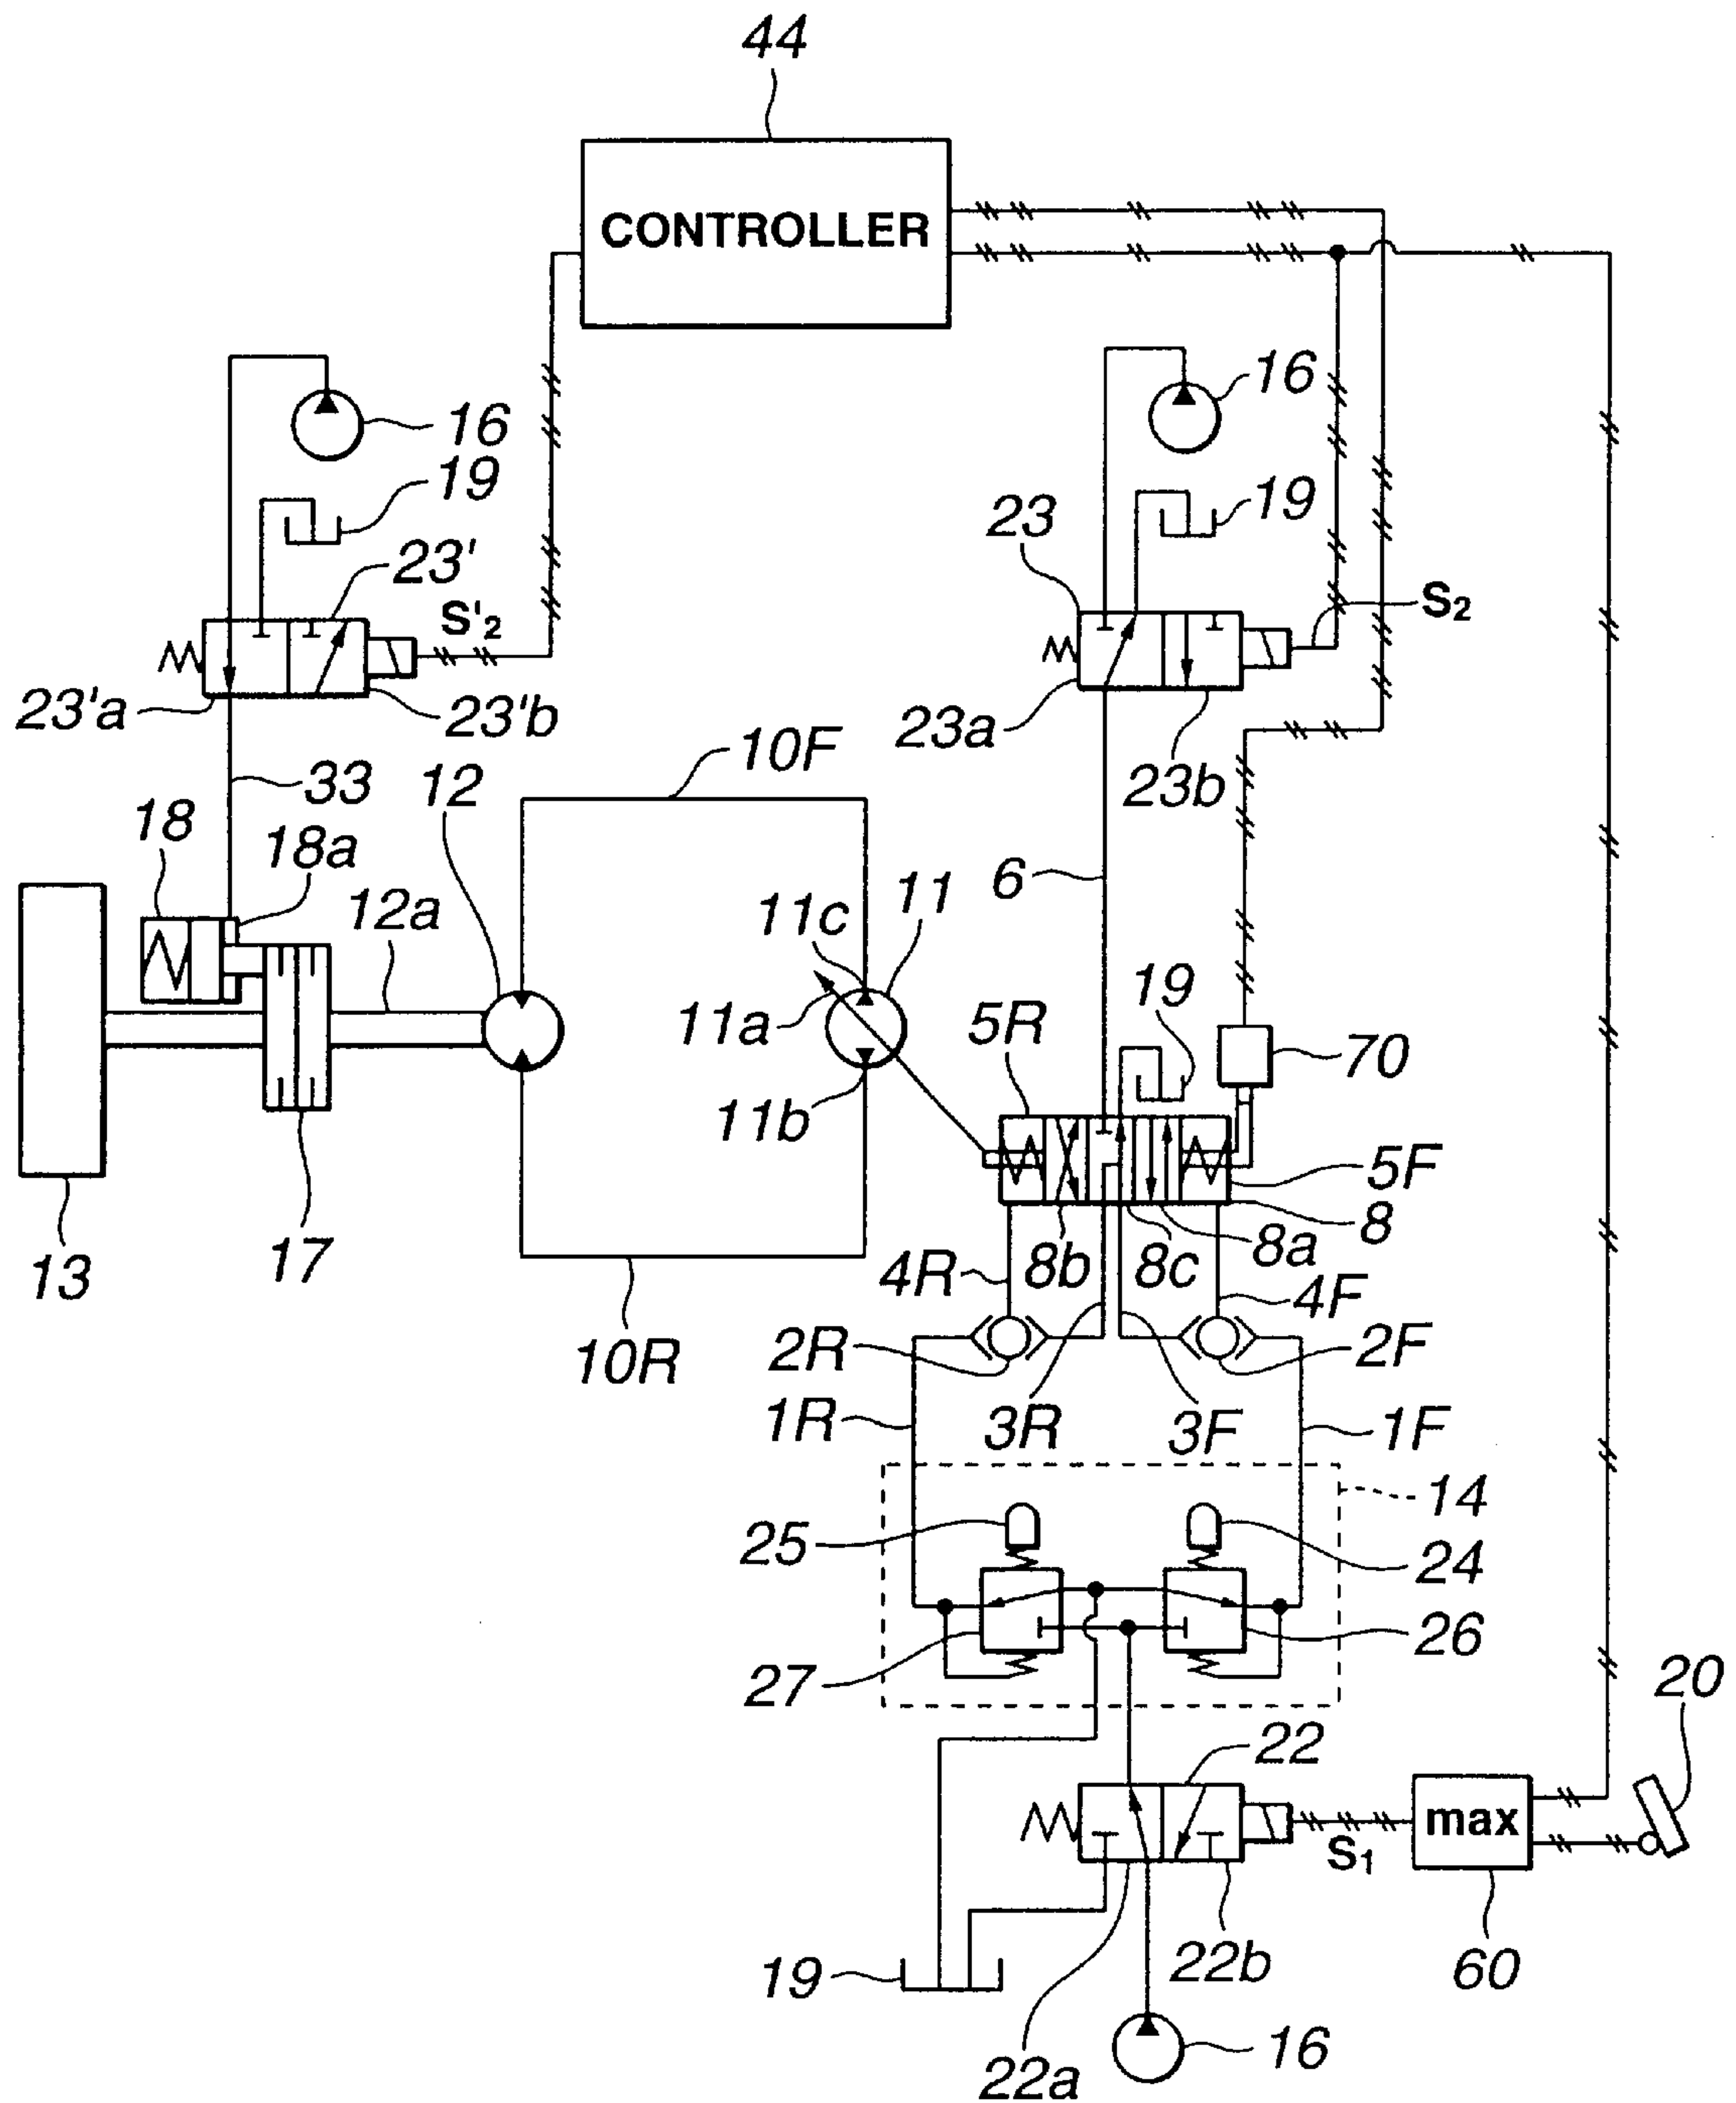 44
CONTROLLER
16
16
19
19
23'
23
S'2
S2
23'a
23'b
23a
23b
10F
33
12
18
18a
6
12a
11c
11
11a
5R
19
70
11b
5F
8
13
17
8b
8c
8a
4R
4F
10R
2R
2F
1R
3R
3F
1F
14
25
24
26
27
20
22
max
S1
19
22b
60
22a
16